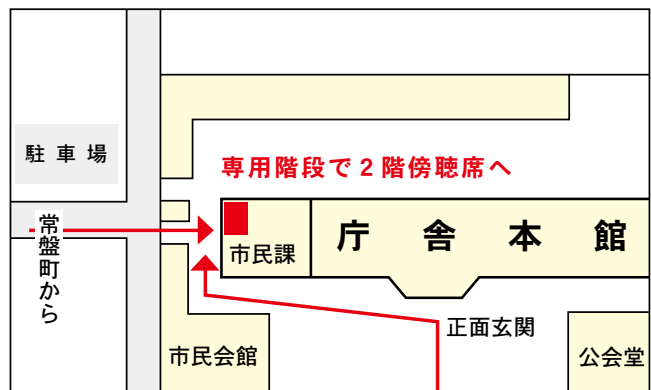 駐車場
専用階段で2階傍聴席へ
常盤町から
市民課
庁舎本館
正面玄関
市民会館
公会堂